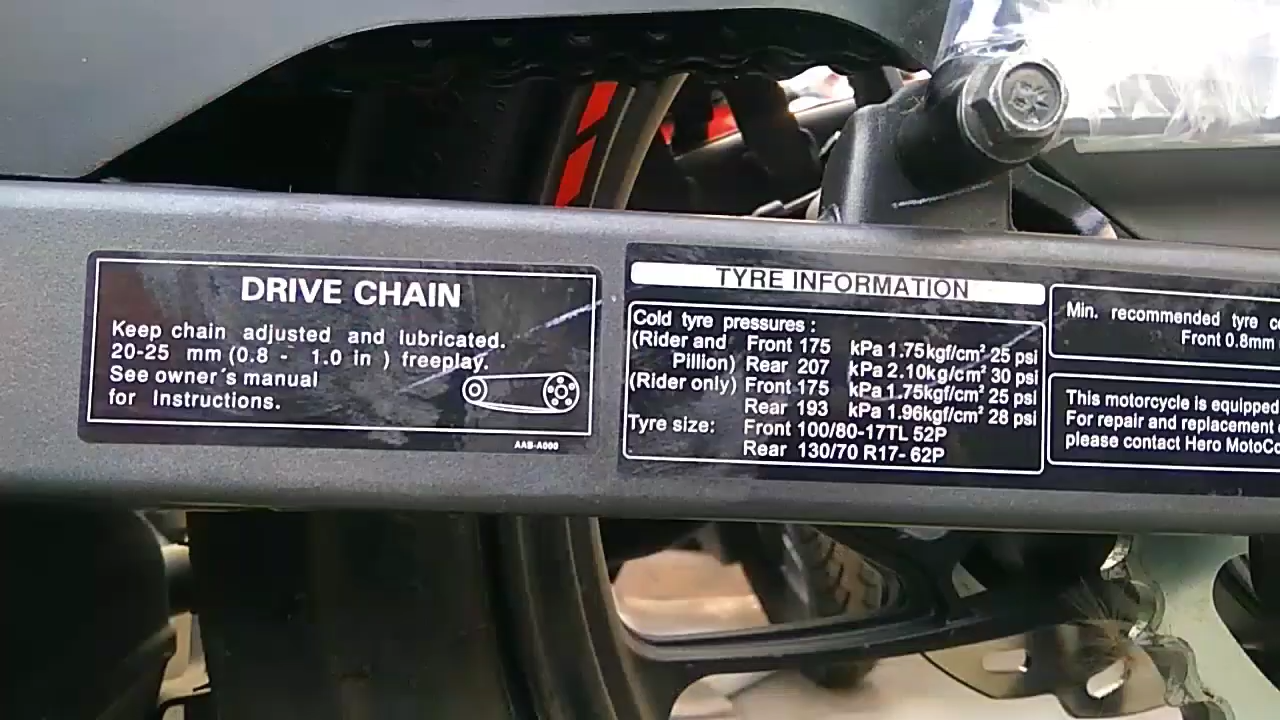 DRIVE CHAIN
Keep chain adjusted and lubricated.
20-25 mm (0.8 - 1.0 in ) freeplay.
See owner's manual
for Instructions.
AAB-A000
TYRE INFORMATION
Cold tyre pressures :
(Rider and Front 175 kPa 1.75kgf/cm² 25 psi
Pillion) Rear 207 kPa 2.10kg/cm² 30 psi
(Rider only) Front 175 kPa 1.75kgf/cm² 25 psi
Rear 193 kPa 1.96kgf/cm² 28 psi
Tyre size: Front 100/80-17TL 52P
Rear 130/70 R17- 62P
Min. recommended tyre
Front 0.8mm
This motorcycle is equipped
For repair and replacement
please contact Hero